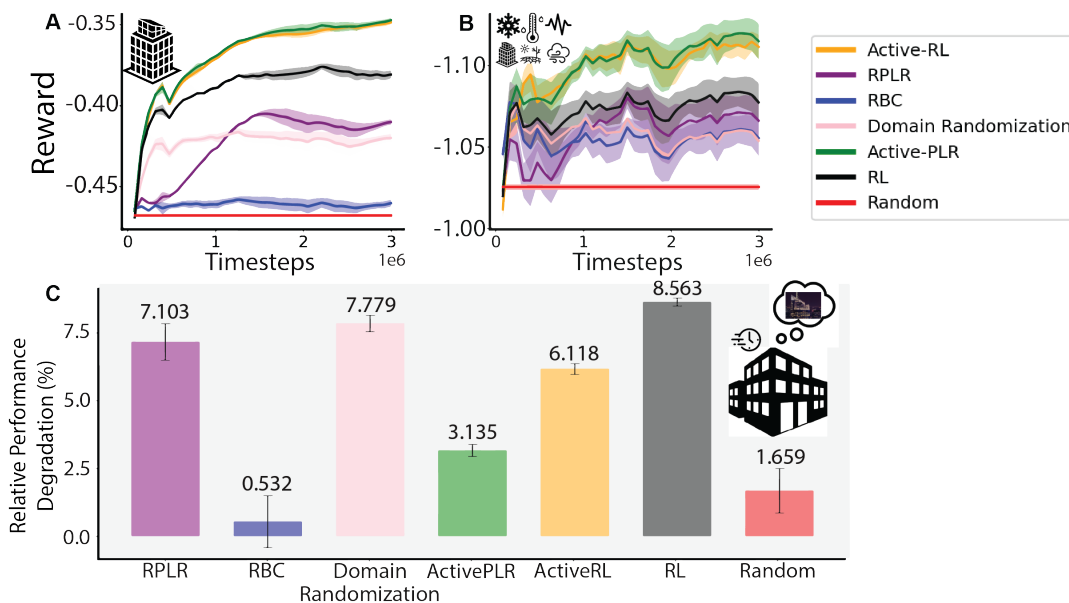 A
B
-0.35
-0.40
-0.45
Reward
0
1
2
3
Timesteps
1e6
-1.10
-1.05
-1.00
0
1
2
3
Timesteps
1e6
Active-RL
RPLR
RBC
Domain Randomization
Active-PLR
RL
Random
C
Relative Performance
Degradation (%)
7.5
5.0
2.5
0.0
7.103
0.532
7.779
3.135
6.118
8.563
1.659
RPLR
RBC
Domain
Randomization
ActivePLR
ActiveRL
RL
Random